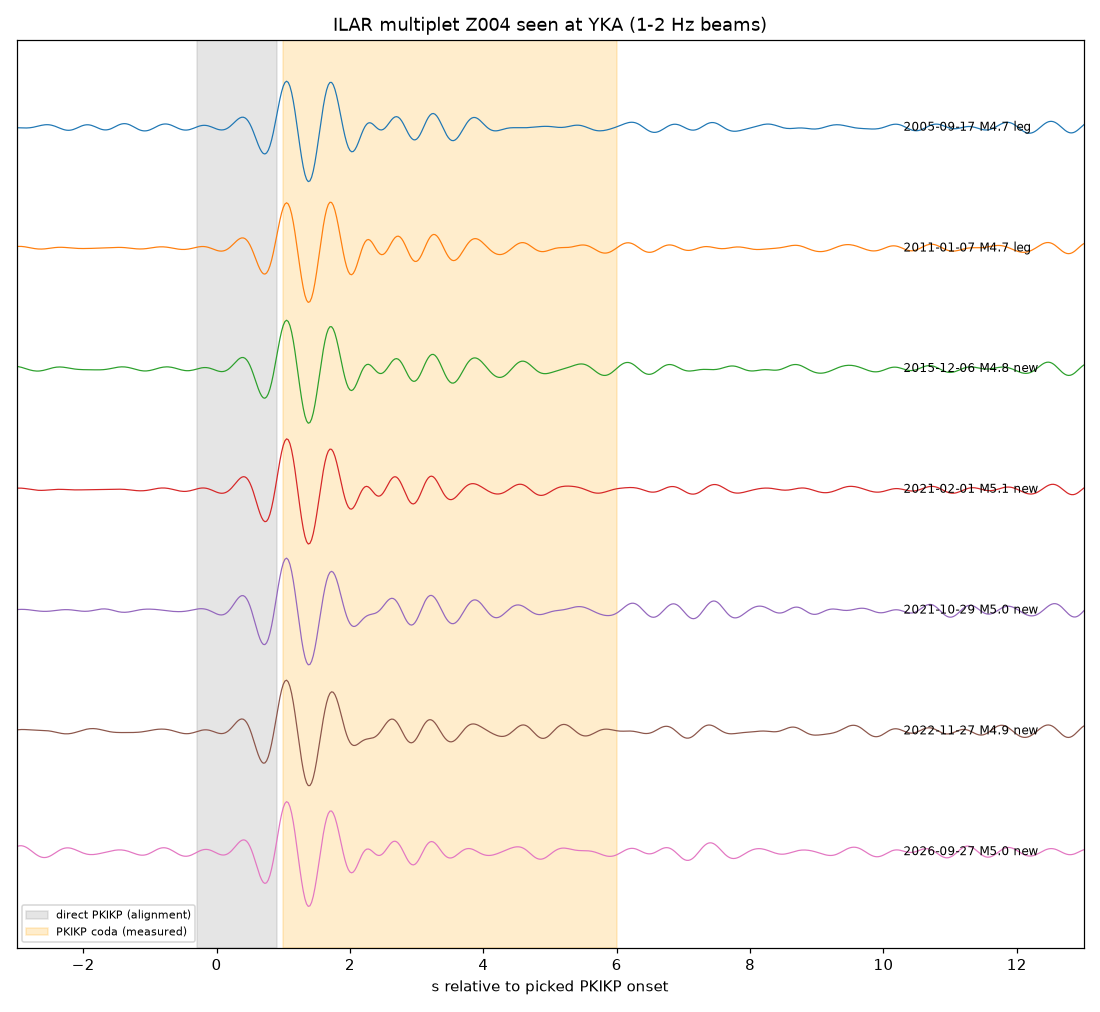 ILAR multiplet Z004 seen at YKA (1-2 Hz beams)
2005-09-17 M4.7 leg
2011-01-07 M4.7 leg
2015-12-06 M4.8 new
2021-02-01 M5.1 new
2021-10-29 M5.0 new
2022-11-27 M4.9 new
2026-09-27 M5.0 new
direct PKIKP (alignment)
PKIKP coda (measured)
−2 0 2 4 6 8 10 12
s relative to picked PKIKP onset